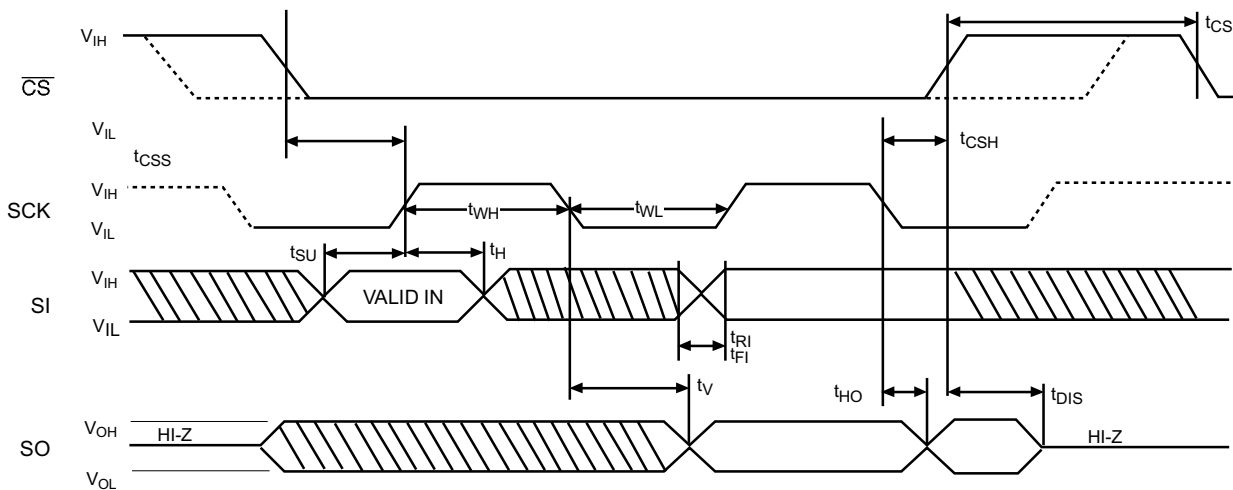 V_IH
t_CS
CS
V_IL
t_CSH
t_CSS
V_IH
SCK
t_WH
t_WL
V_IL
t_SU
t_H
V_IH
SI
VALID IN
V_IL
t_RI
t_FI
t_V
t_HO
t_DIS
V_OH
HI-Z
HI-Z
SO
V_OL